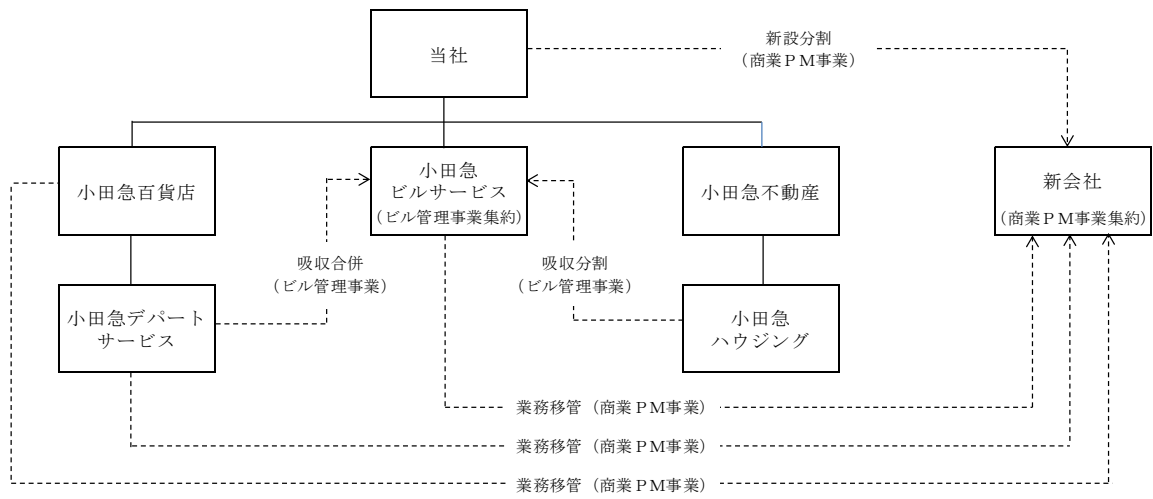 当社
新設分割
（商業ＰＭ事業）
小田急百貨店
小田急
ビルサービス
（ビル管理事業集約）
小田急不動産
新会社
（商業ＰＭ事業集約）
吸収合併
（ビル管理事業）
吸収分割
（ビル管理事業）
小田急デパート
サービス
小田急
ハウジング
業務移管（商業ＰＭ事業）
業務移管（商業ＰＭ事業）
業務移管（商業ＰＭ事業）